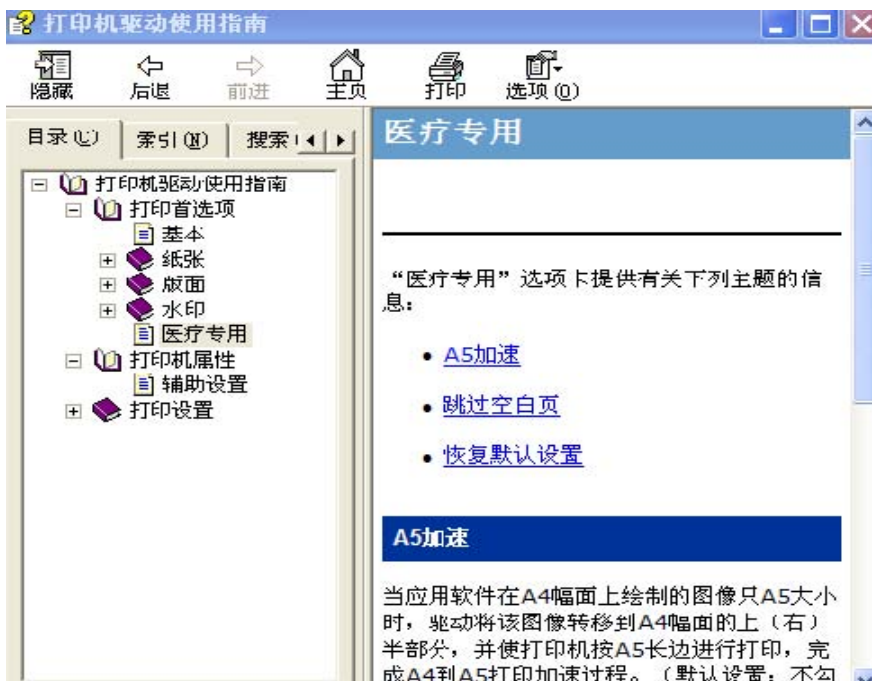 打印机驱动使用指南
隐藏 后退 前进 主页 打印 选项(O)
目录(C) 索引(N) 搜索
打印机驱动使用指南
打印首选项
基本
纸张
版面
水印
医疗专用
打印机属性
辅助设置
打印设置
医疗专用
“医疗专用”选项卡提供有关下列主题的信
息：
• A5加速
• 跳过空白页
• 恢复默认设置
A5加速
当应用软件在A4幅面上绘制的图像只A5大小
时，驱动将该图像转移到A4幅面的上（右）
半部分，并使打印机按A5长边进行打印，完
成A4到A5打印加速过程。（默认设置：不勾